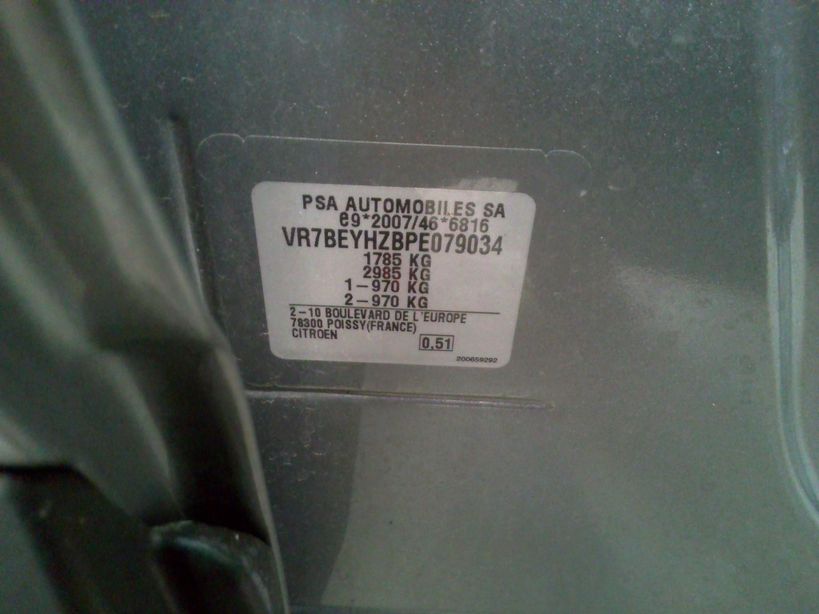 PSA AUTOMOBILES SA
e9*2007/46*6816
VR7BEYHZBPE079034
1785 KG
2985 KG
1-970 KG
2-970 KG
2-10 BOULEVARD DE L'EUROPE
78300 POISSY(FRANCE)
CITROEN
0.51
200659292